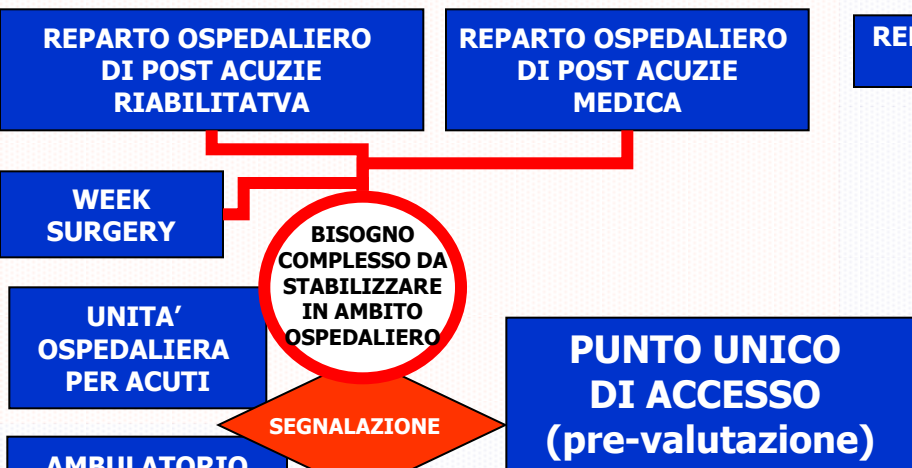 REPARTO OSPEDALIERO
DI POST ACUZIE
RIABILITATVA
REPARTO OSPEDALIERO
DI POST ACUZIE
MEDICA
WEEK
SURGERY
BISOGNO
COMPLESSO DA
STABILIZZARE
IN AMBITO
OSPEDALIERO
UNITA’
OSPEDALIERA
PER ACUTI
PUNTO UNICO
DI ACCESSO
(pre-valutazione)
SEGNALAZIONE
AMBULATORIO